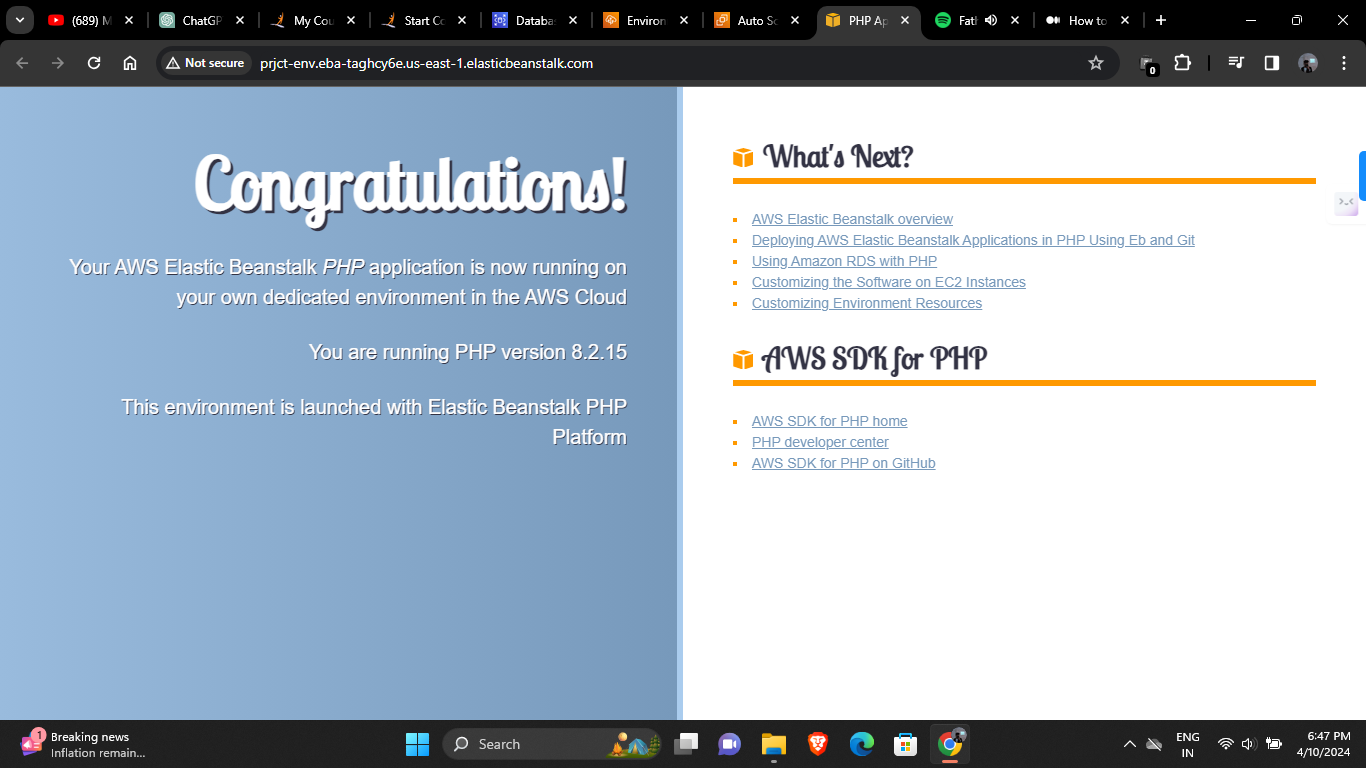 (689) M
ChatGP
My Cou
Start Co
Databa
Environ
Auto Sc
PHP Ap
Fat
How to
Not secure
prjct-env.eba-taghcy6e.us-east-1.elasticbeanstalk.com
0
Congratulations!
Your AWS Elastic Beanstalk PHP application is now running on
your own dedicated environment in the AWS Cloud
You are running PHP version 8.2.15
This environment is launched with Elastic Beanstalk PHP
Platform
What's Next?
AWS Elastic Beanstalk overview
Deploying AWS Elastic Beanstalk Applications in PHP Using Eb and Git
Using Amazon RDS with PHP
Customizing the Software on EC2 Instances
Customizing Environment Resources
AWS SDK for PHP
AWS SDK for PHP home
PHP developer center
AWS SDK for PHP on GitHub
1
Breaking news
Inflation remain...
Search
ENG
IN
6:47 PM
4/10/2024